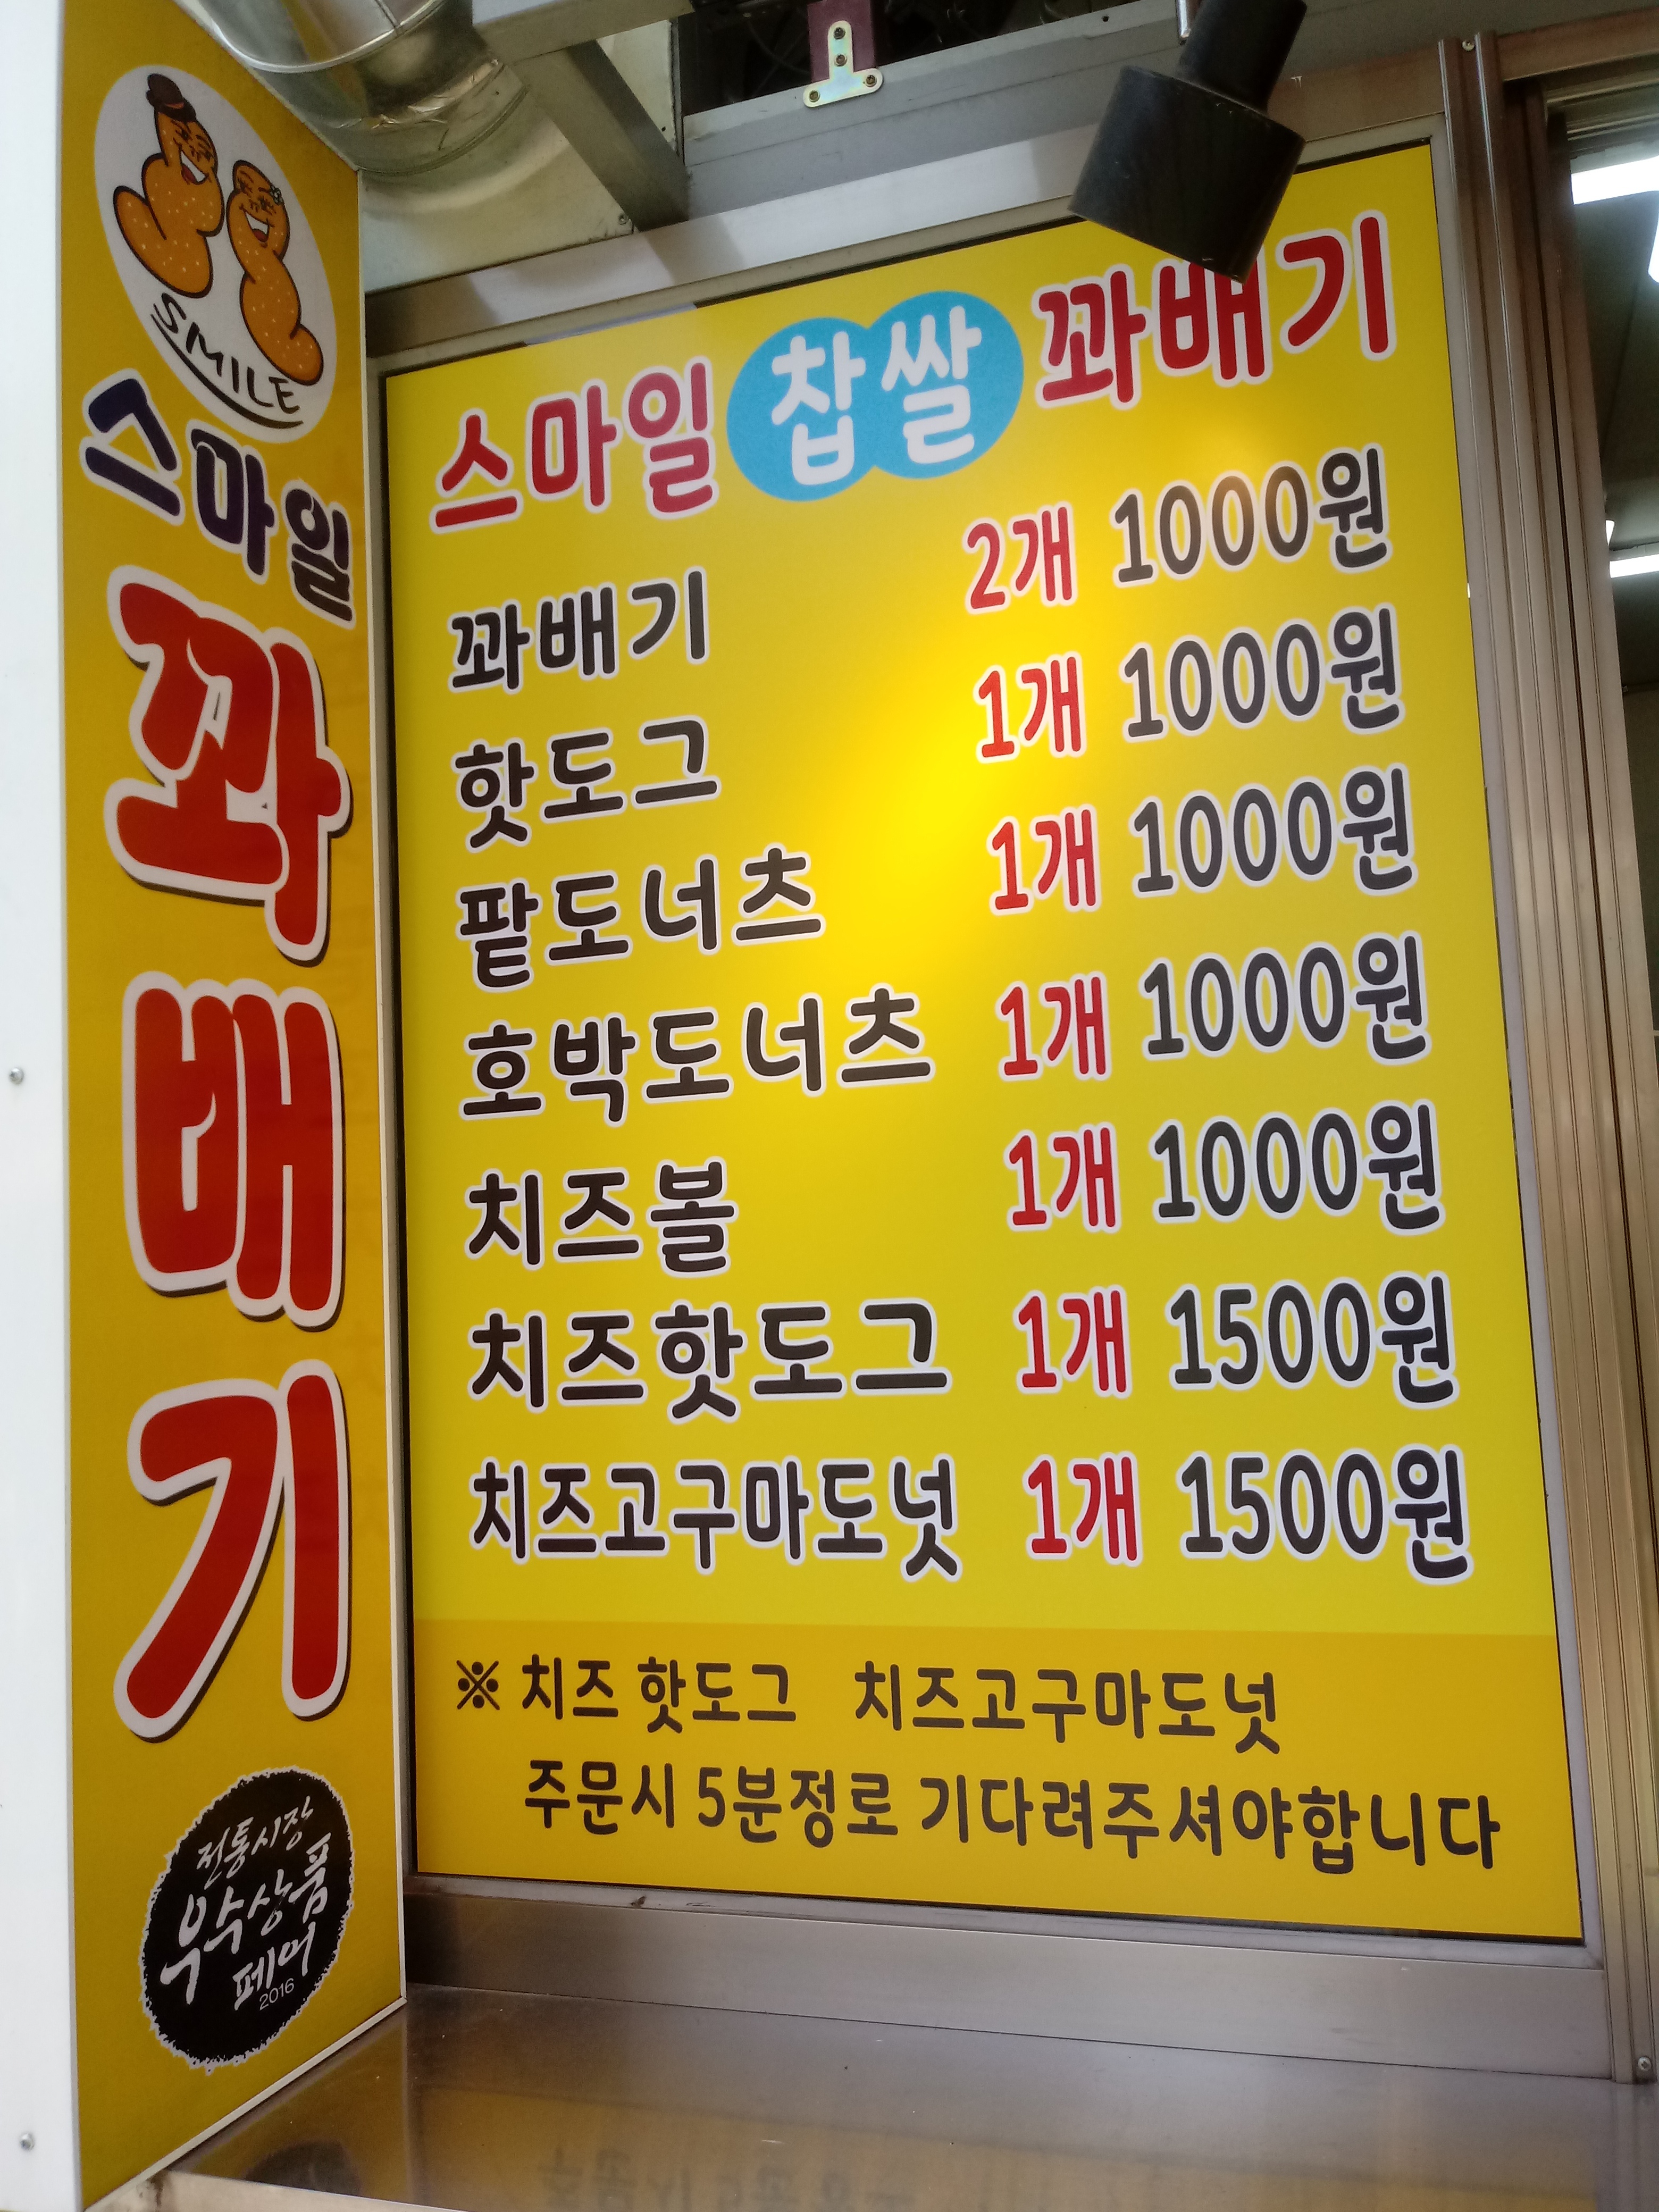 SMILE
스마일
꽈배기
전통시장
우수상품
페어
2016
스마일 찹쌀 꽈배기
꽈배기 2개 1000원
핫도그 1개 1000원
팥도너츠 1개 1000원
호박도너츠 1개 1000원
치즈볼 1개 1000원
치즈핫도그 1개 1500원
치즈고구마도넛 1개 1500원
※ 치즈 핫도그 치즈고구마도넛
주문시 5분정로 기다려주셔야합니다